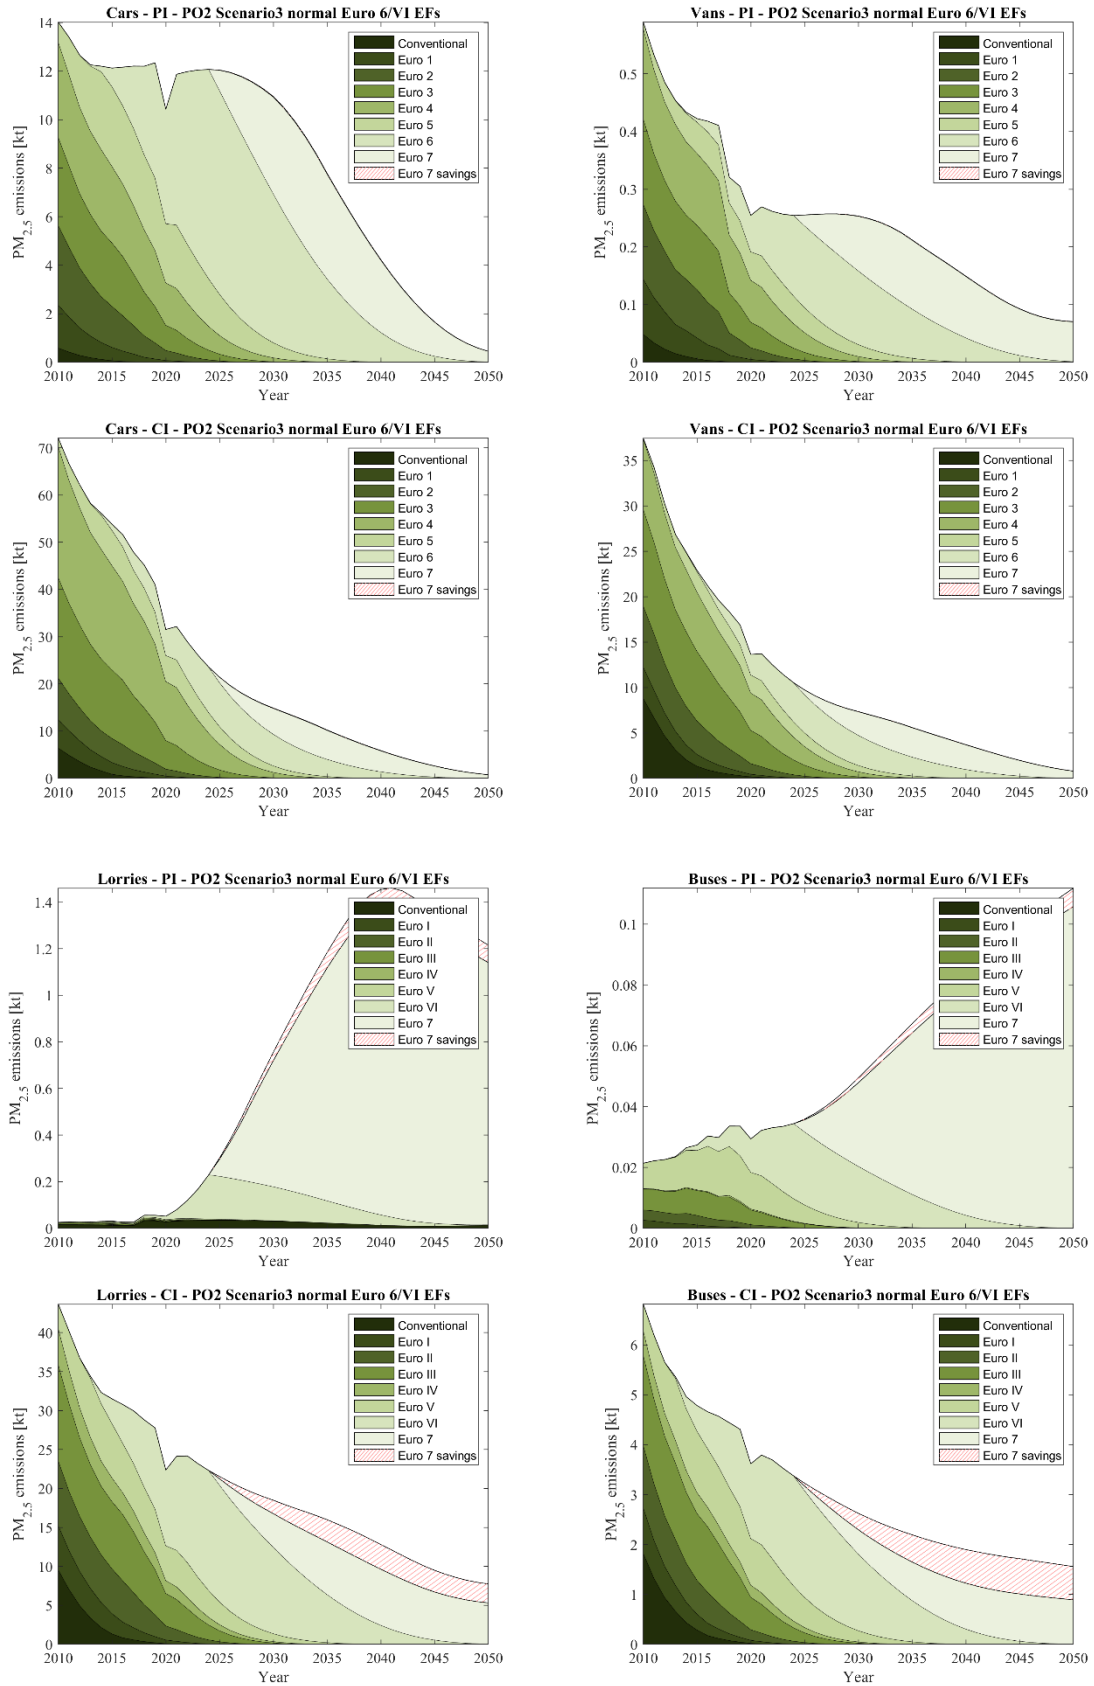 Cars - PI - PO2 Scenario3 normal Euro 6/VI EFs
PM2.5 emissions [kt]
14
12
10
8
6
4
2
0
Conventional
Euro 1
Euro 2
Euro 3
Euro 4
Euro 5
Euro 6
Euro 7
Euro 7 savings
2010 2015 2020 2025 2030 2035 2040 2045 2050
Year
Vans - PI - PO2 Scenario3 normal Euro 6/VI EFs
PM2.5 emissions [kt]
0.5
0.4
0.3
0.2
0.1
0
Conventional
Euro 1
Euro 2
Euro 3
Euro 4
Euro 5
Euro 6
Euro 7
Euro 7 savings
2010 2015 2020 2025 2030 2035 2040 2045 2050
Year
Cars - CI - PO2 Scenario3 normal Euro 6/VI EFs
PM2.5 emissions [kt]
70
60
50
40
30
20
10
0
Conventional
Euro 1
Euro 2
Euro 3
Euro 4
Euro 5
Euro 6
Euro 7
Euro 7 savings
2010 2015 2020 2025 2030 2035 2040 2045 2050
Year
Vans - CI - PO2 Scenario3 normal Euro 6/VI EFs
PM2.5 emissions [kt]
35
30
25
20
15
10
5
0
Conventional
Euro 1
Euro 2
Euro 3
Euro 4
Euro 5
Euro 6
Euro 7
Euro 7 savings
2010 2015 2020 2025 2030 2035 2040 2045 2050
Year
Lorries - PI - PO2 Scenario3 normal Euro 6/VI EFs
PM2.5 emissions [kt]
1.4
1.2
1
0.8
0.6
0.4
0.2
0
Conventional
Euro I
Euro II
Euro III
Euro IV
Euro V
Euro VI
Euro 7
Euro 7 savings
2010 2015 2020 2025 2030 2035 2040 2045 2050
Year
Buses - PI - PO2 Scenario3 normal Euro 6/VI EFs
PM2.5 emissions [kt]
0.1
0.08
0.06
0.04
0.02
0
Conventional
Euro I
Euro II
Euro III
Euro IV
Euro V
Euro VI
Euro 7
Euro 7 savings
2010 2015 2020 2025 2030 2035 2040 2045 2050
Year
Lorries - CI - PO2 Scenario3 normal Euro 6/VI EFs
PM2.5 emissions [kt]
40
35
30
25
20
15
10
5
0
Conventional
Euro I
Euro II
Euro III
Euro IV
Euro V
Euro VI
Euro 7
Euro 7 savings
2010 2015 2020 2025 2030 2035 2040 2045 2050
Year
Buses - CI - PO2 Scenario3 normal Euro 6/VI EFs
PM2.5 emissions [kt]
6
5
4
3
2
1
0
Conventional
Euro I
Euro II
Euro III
Euro IV
Euro V
Euro VI
Euro 7
Euro 7 savings
2010 2015 2020 2025 2030 2035 2040 2045 2050
Year